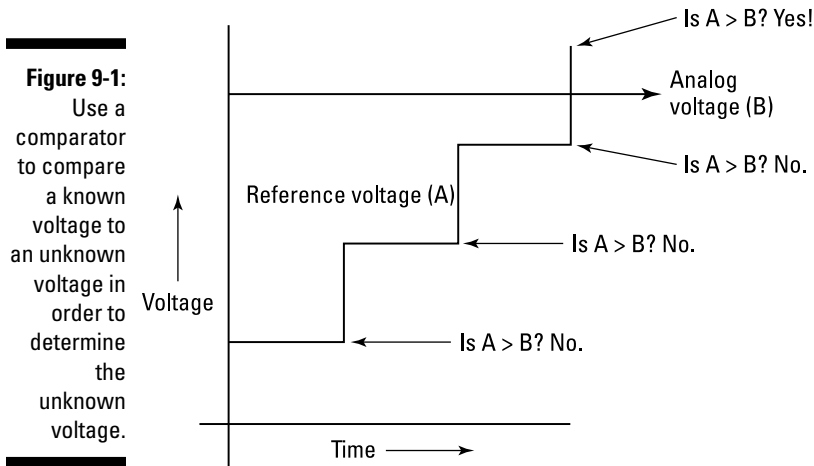 Figure 9-1:
Use a
comparator
to compare
a known
voltage to
an unknown
voltage in
order to
determine
the
unknown
voltage.
Is A > B? Yes!
Analog
voltage (B)
Is A > B? No.
Reference voltage (A)
Is A > B? No.
Voltage
Is A > B? No.
Time